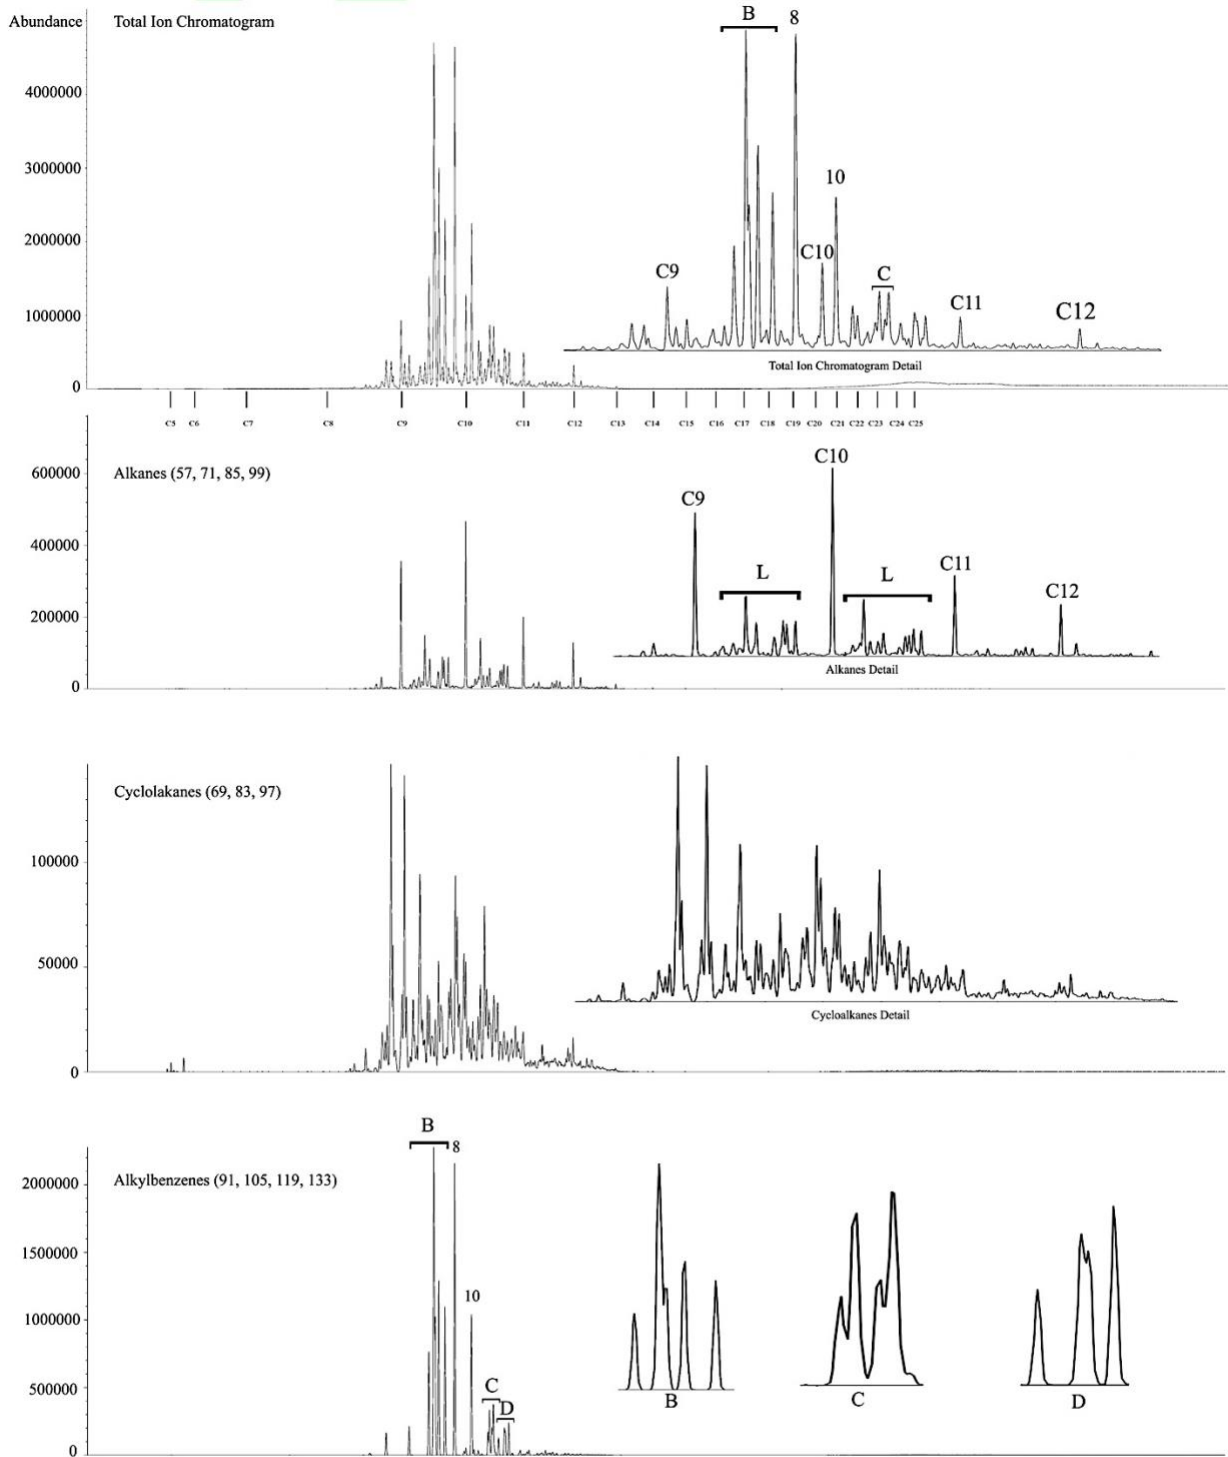 Abundance
Total Ion Chromatogram
B
8
4000000
3000000
10
2000000
C10
C9
C
1000000
C11
C12
Total Ion Chromatogram Detail
0
C5 C6 C7 C8 C9 C10 C11 C12 C13 C14 C15 C16 C17 C18 C19 C20 C21 C22 C23 C24 C25
600000
Alkanes (57, 71, 85, 99)
C10
C9
400000
L
L
C11
C12
200000
Alkanes Detail
0
Cyclolakanes (69, 83, 97)
100000
50000
Cycloalkanes Detail
0
B
8
2000000
Alkylbenzenes (91, 105, 119, 133)
1500000
1000000
10
500000
C
D
B
C
D
0